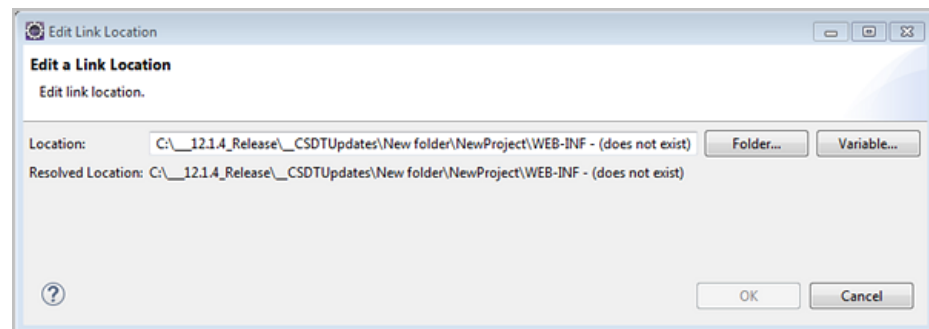 Edit Link Location
Edit a Link Location
Edit link location.
Location: C:\__12.1.4_Release\__CSDTUpdates\New folder\NewProject\WEB-INF - (does not exist) Folder... Variable...
Resolved Location: C:\__12.1.4_Release\__CSDTUpdates\New folder\NewProject\WEB-INF - (does not exist)
? OK Cancel